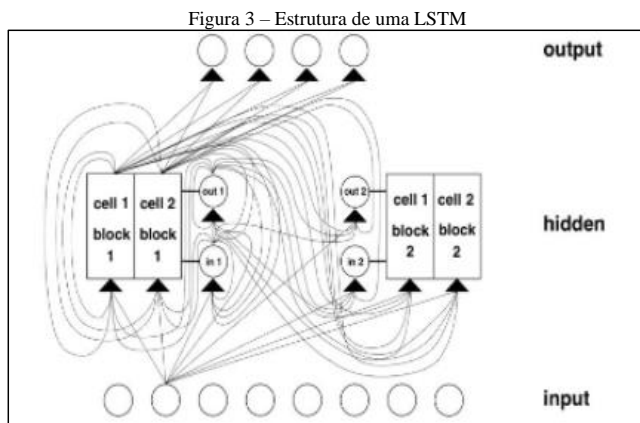 Figura 3 – Estrutura de uma LSTM
output
cell 1
block
1
cell 2
block
1
out 1
in 1
out 2
in 2
cell 1
block
2
cell 2
block
2
hidden
input